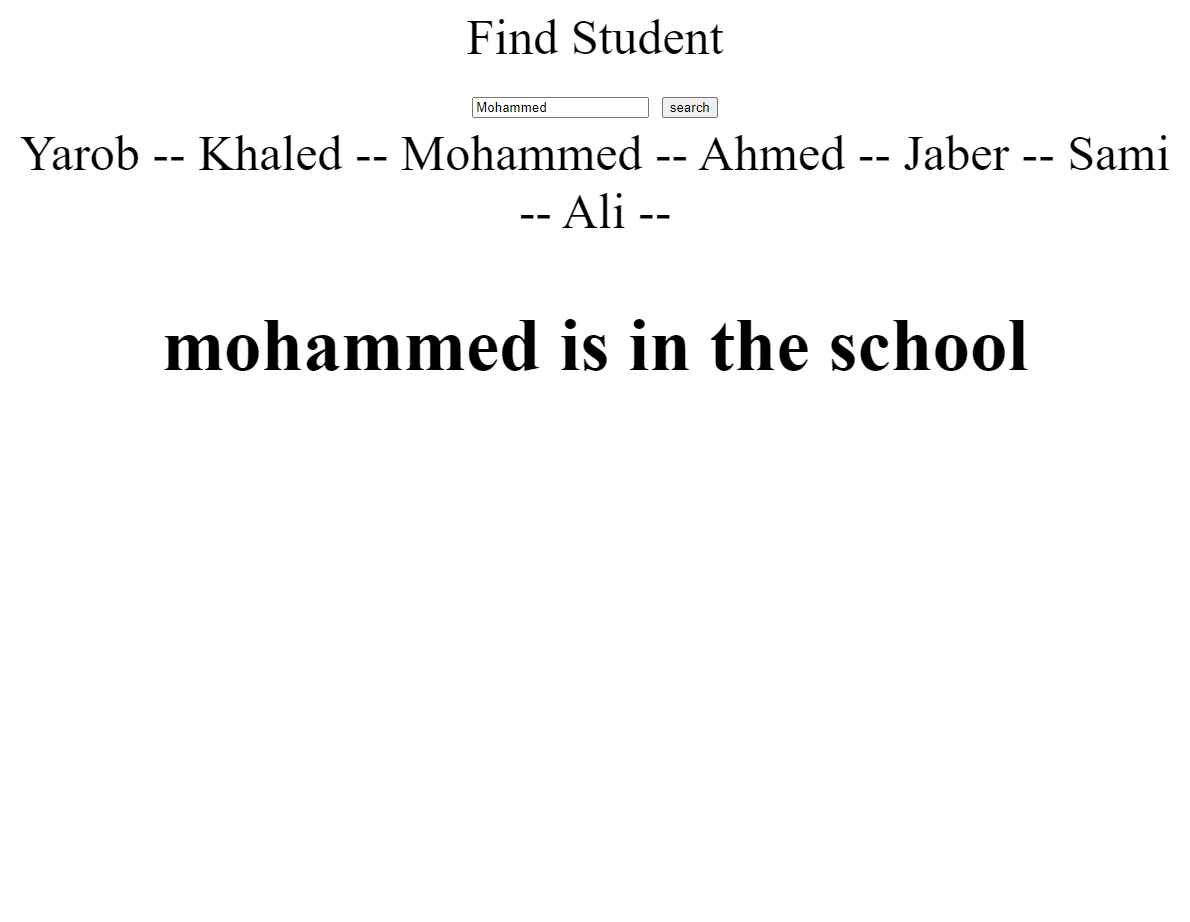 Find Student
Mohammed search
Yarob -- Khaled -- Mohammed -- Ahmed -- Jaber -- Sami
-- Ali --
mohammed is in the school